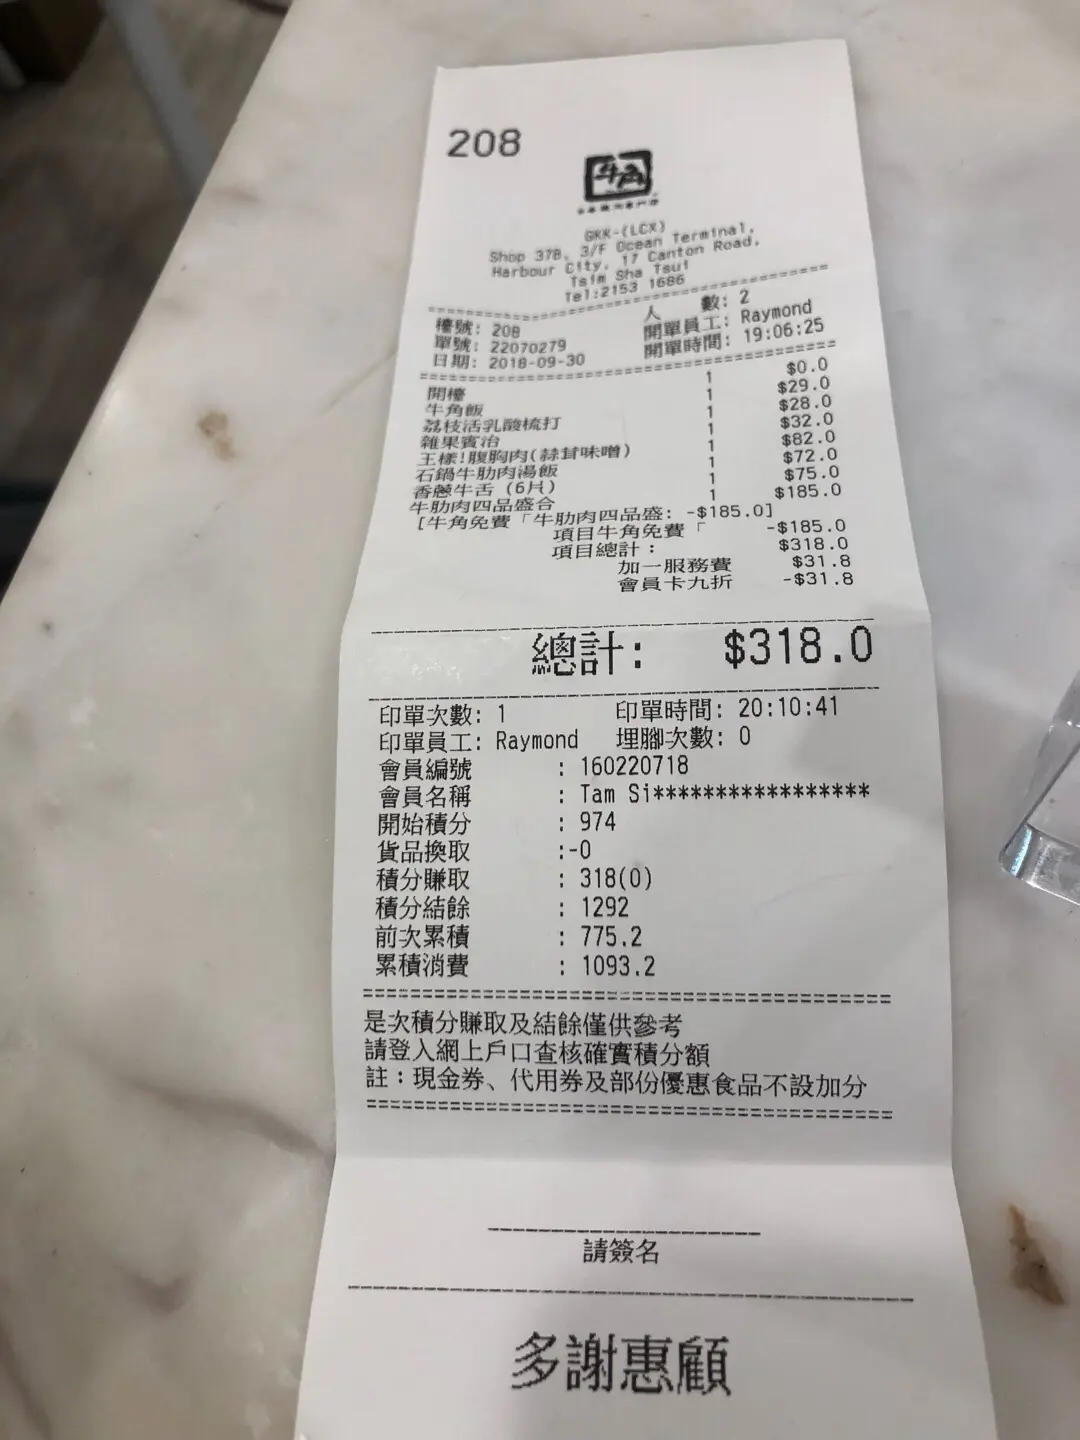 208
牛角
GKK-(LCX)
Shop 378, 3/F Ocean Terminal,
Harbour City, 17 Canton Road,
Tsim Sha Tsui
Tel:2153 1686
檯號: 208 人 數: 2
單號: 22070279 開單員工: Raymond
日期: 2018-09-30 開單時間: 19:06:25
開檯 1 $0.0
牛角飯 1 $29.0
荔枝活乳酸梳打 1 $28.0
雜果賓治 1 $32.0
王樣!腹胸肉(蒜茸味噌) 1 $82.0
石鍋牛肋肉湯飯 1 $72.0
香蔥牛舌 (6片) 1 $75.0
牛肋肉四品盛合 1 $185.0
[牛角免費「牛肋肉四品盛: -$185.0]
項目牛角免費「 -$185.0
項目總計： $318.0
加一服務費 $31.8
會員卡九折 -$31.8
總計: $318.0
印單次數: 1 印單時間: 20:10:41
印單員工: Raymond 埋腳次數: 0
會員編號 : 160220718
會員名稱 : Tam Si*****************
開始積分 : 974
貨品換取 :-0
積分賺取 : 318(0)
積分結餘 : 1292
前次累積 : 775.2
累積消費 : 1093.2
是次積分賺取及結餘僅供參考
請登入網上戶口查核確實積分額
註：現金券、代用券及部份優惠食品不設加分
請簽名
多謝惠顧